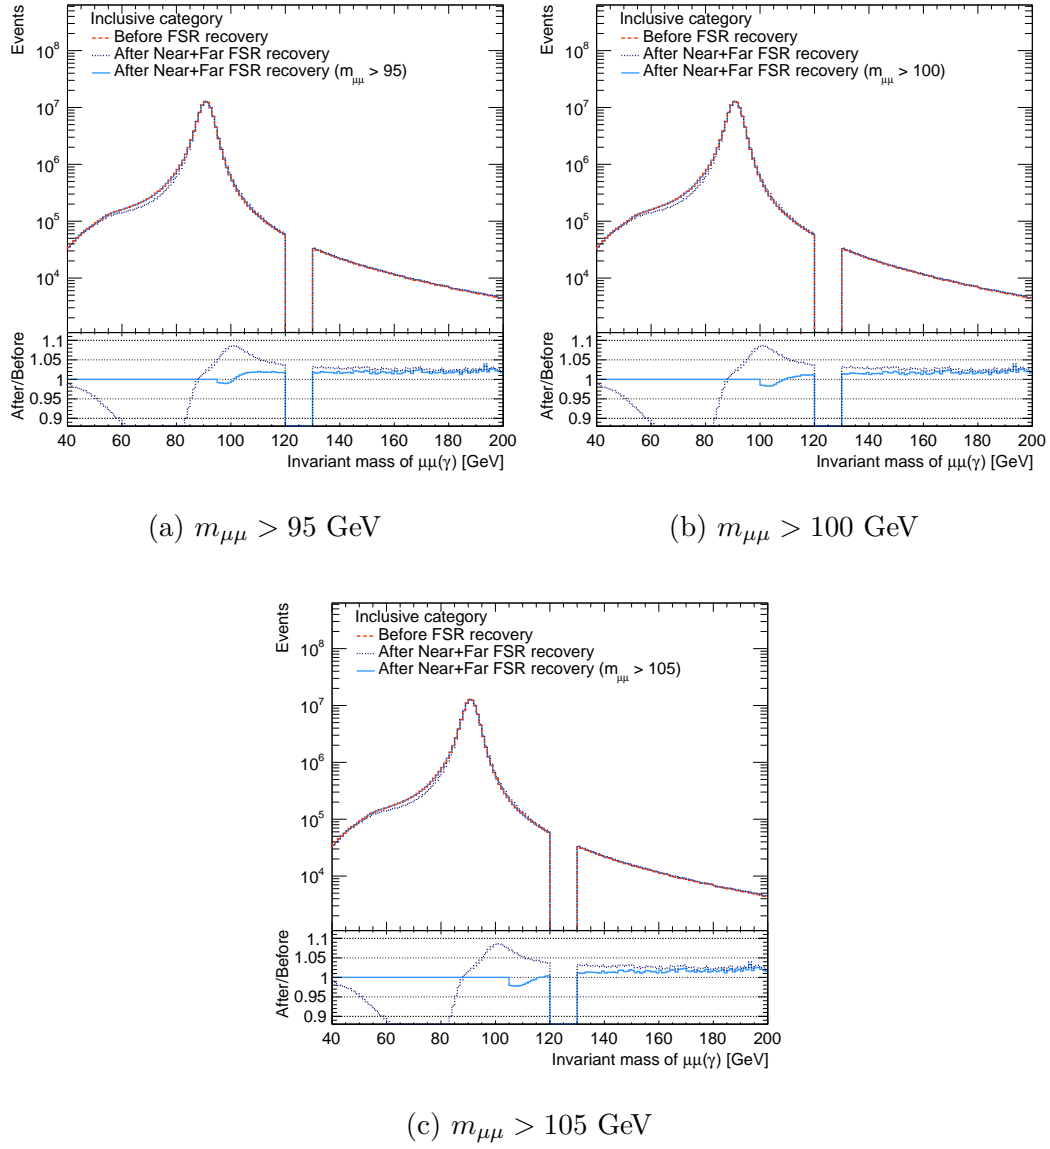 Events
Inclusive category
Before FSR recovery
After Near+Far FSR recovery
After Near+Far FSR recovery (m_μμ > 95)
10^8
10^7
10^6
10^5
10^4
After/Before
1.1
1.05
1
0.95
0.9
40 60 80 100 120 140 160 180 200
Invariant mass of μμ(γ) [GeV]
(a) m_μμ > 95 GeV
Events
Inclusive category
Before FSR recovery
After Near+Far FSR recovery
After Near+Far FSR recovery (m_μμ > 100)
10^8
10^7
10^6
10^5
10^4
After/Before
1.1
1.05
1
0.95
0.9
40 60 80 100 120 140 160 180 200
Invariant mass of μμ(γ) [GeV]
(b) m_μμ > 100 GeV
Events
Inclusive category
Before FSR recovery
After Near+Far FSR recovery
After Near+Far FSR recovery (m_μμ > 105)
10^8
10^7
10^6
10^5
10^4
After/Before
1.1
1.05
1
0.95
0.9
40 60 80 100 120 140 160 180 200
Invariant mass of μμ(γ) [GeV]
(c) m_μμ > 105 GeV